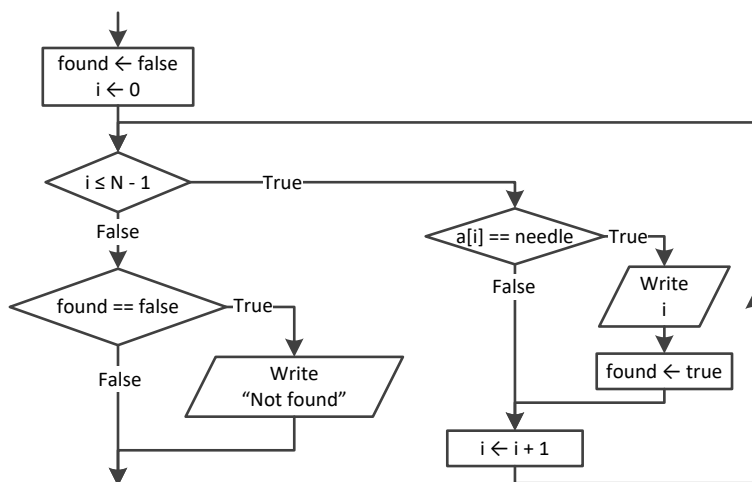 found ← false
i ← 0
i ≤ N - 1
True
False
a[i] == needle
True
False
Write
i
found ← true
i ← i + 1
found == false
True
False
Write
“Not found”